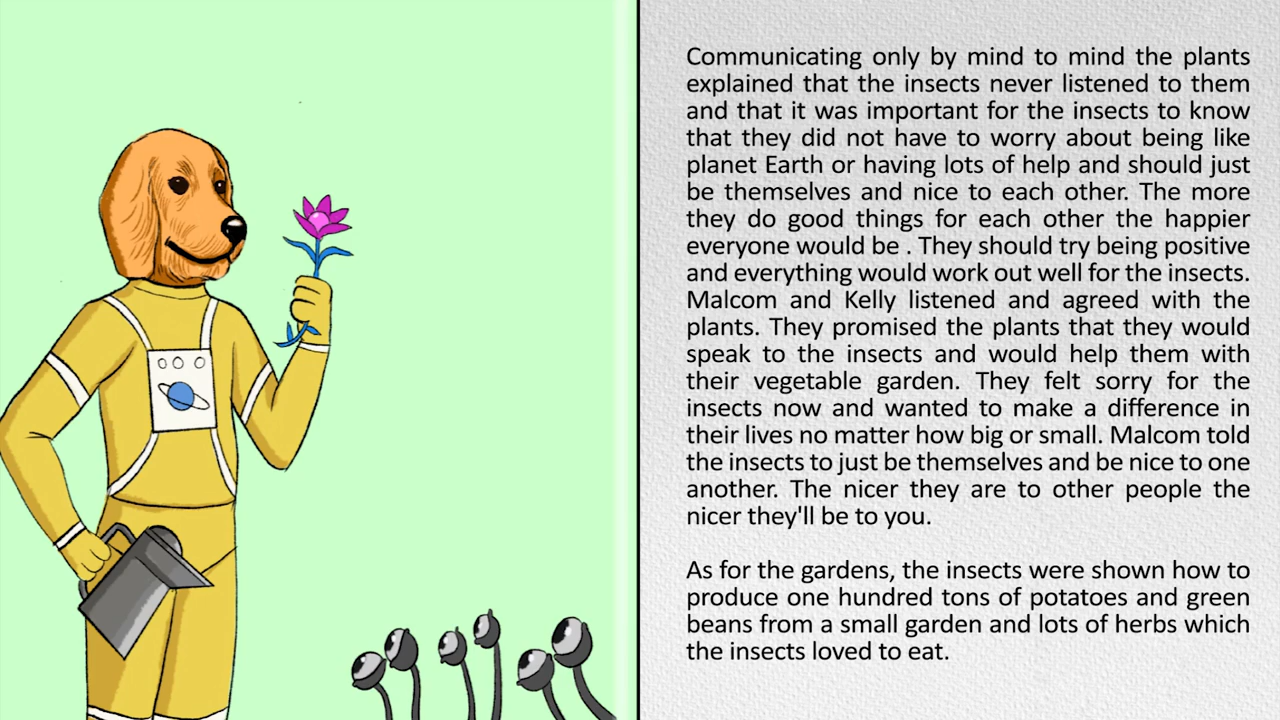 Communicating only by mind to mind the plants
explained that the insects never listened to them
and that it was important for the insects to know
that they did not have to worry about being like
planet Earth or having lots of help and should just
be themselves and nice to each other. The more
they do good things for each other the happier
everyone would be . They should try being positive
and everything would work out well for the insects.
Malcom and Kelly listened and agreed with the
plants. They promised the plants that they would
speak to the insects and would help them with
their vegetable garden. They felt sorry for the
insects now and wanted to make a difference in
their lives no matter how big or small. Malcom told
the insects to just be themselves and be nice to one
another. The nicer they are to other people the
nicer they'll be to you.
As for the gardens, the insects were shown how to
produce one hundred tons of potatoes and green
beans from a small garden and lots of herbs which
the insects loved to eat.